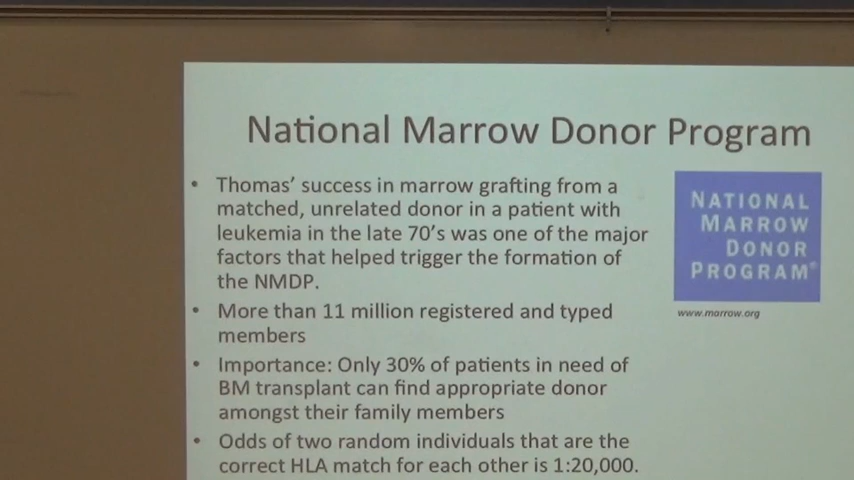 National Marrow Donor Program
• Thomas' success in marrow grafting from a
matched, unrelated donor in a patient with
leukemia in the late 70's was one of the major
factors that helped trigger the formation of
the NMDP.
• More than 11 million registered and typed
members
• Importance: Only 30% of patients in need of
BM transplant can find appropriate donor
amongst their family members
• Odds of two random individuals that are the
correct HLA match for each other is 1:20,000.
NATIONAL
MARROW
DONOR
PROGRAM®
www.marrow.org